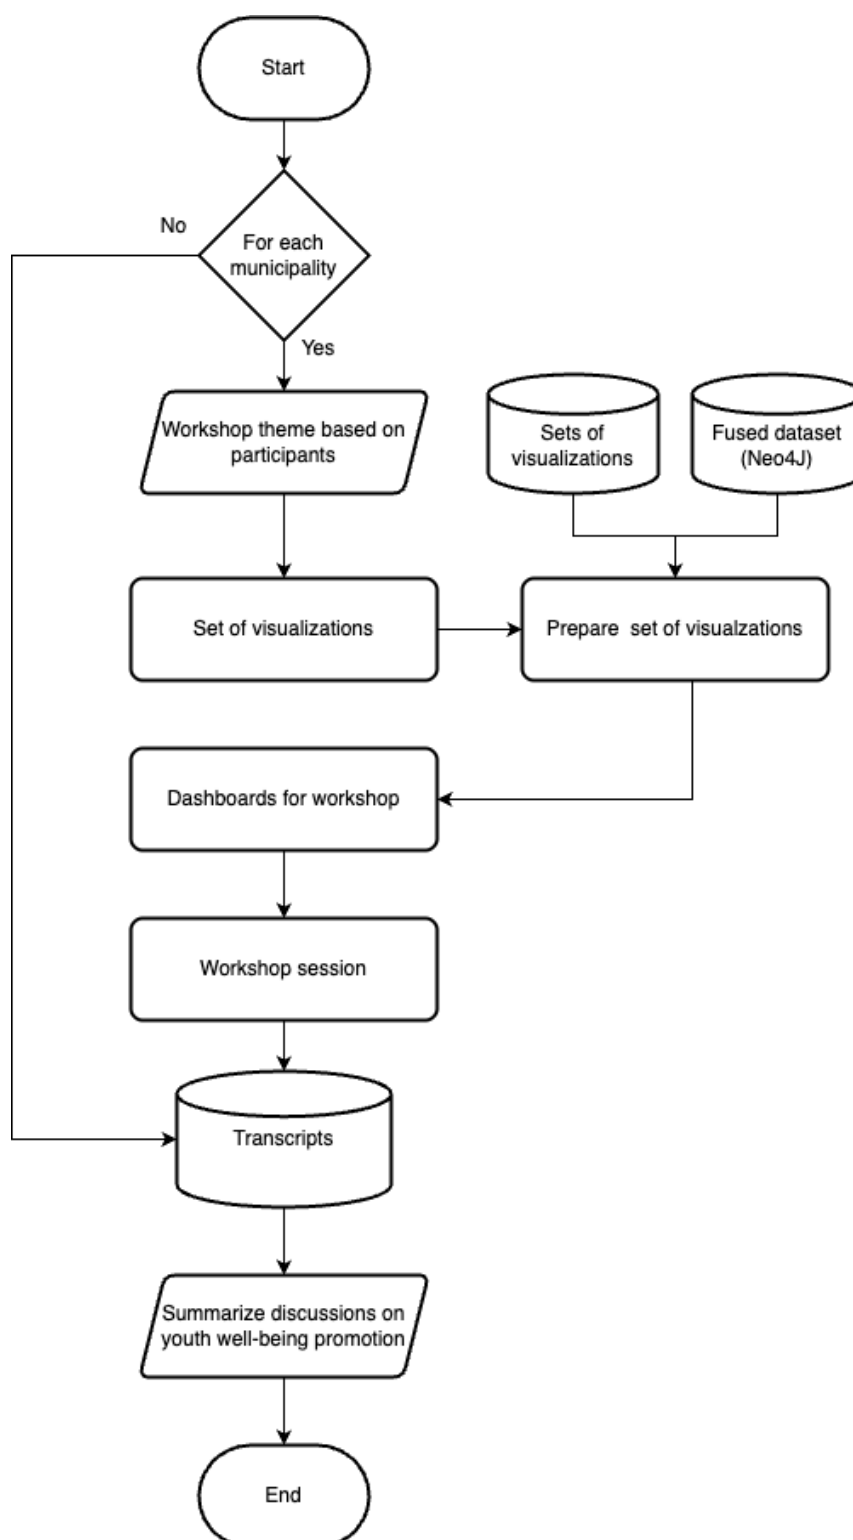 Start
No
For each
municipality
Yes
Workshop theme based on
participants
Sets of
visualizations
Fused dataset
(Neo4J)
Set of visualizations
Prepare  set of visualzations
Dashboards for workshop
Workshop session
Transcripts
Summarize discussions on
youth well-being promotion
End